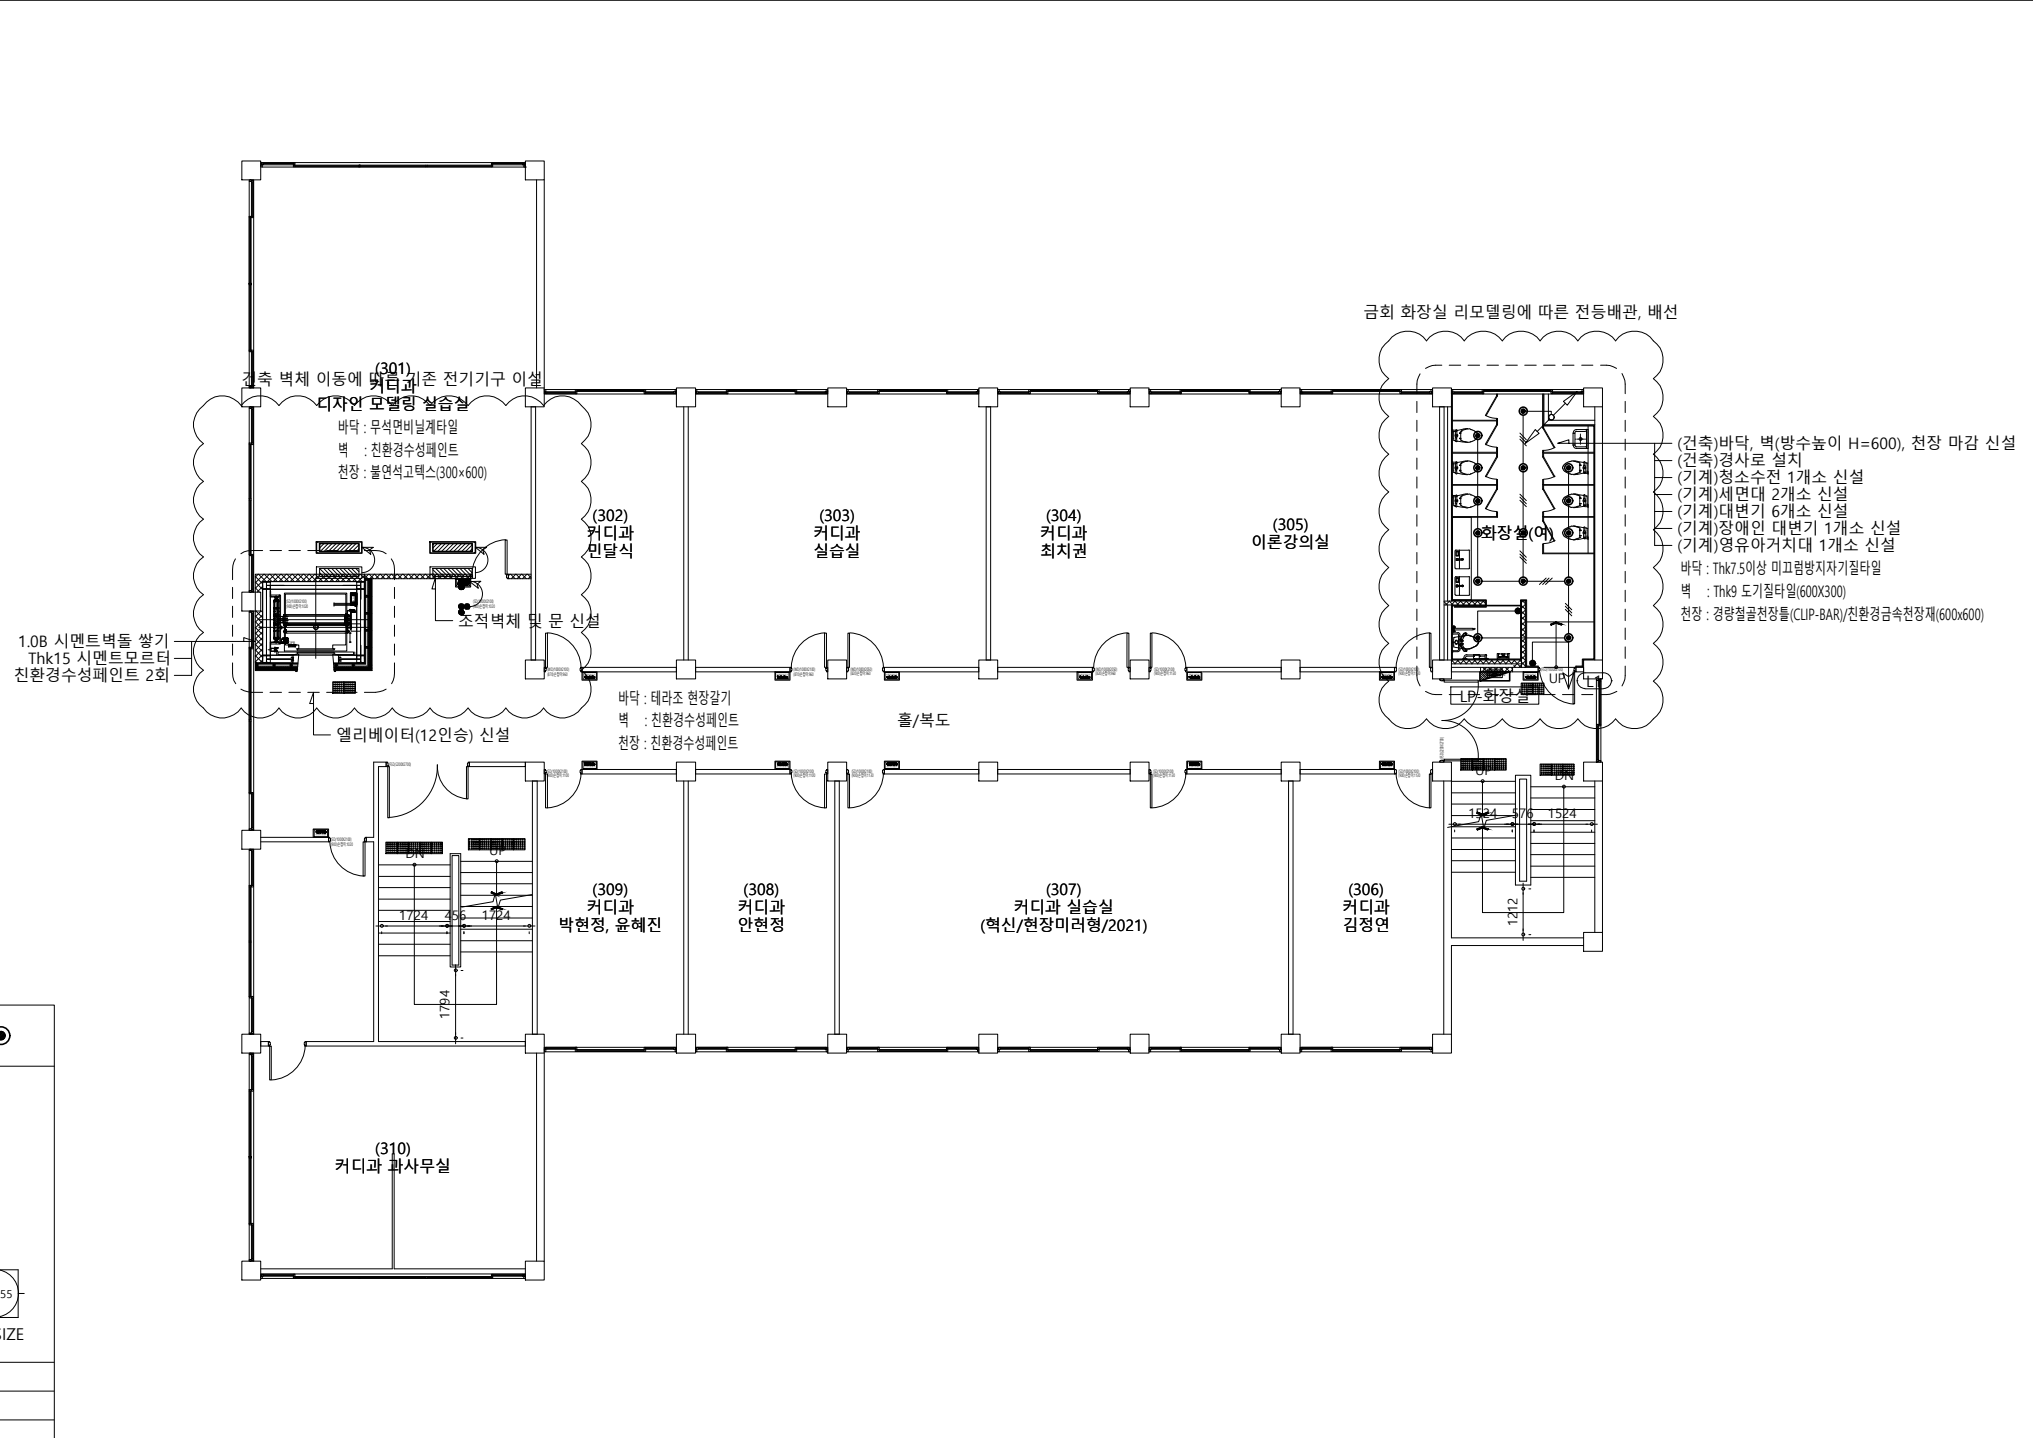 금회 화장실 리모델링에 따른 전등배관, 배선
건축 벽체 이동에 따른 기존 전기기구 이설
(301)
커디과
디자인 모델링 실습실
바닥 : 무석면비닐계타일
벽 : 친환경수성페인트
천장 : 불연석고텍스(300×600)
(302)
커디과
민달식
(303)
커디과
실습실
(304)
커디과
최치권
(305)
이론강의실
화장실(여)
(건축)바닥, 벽(방수높이 H=600), 천장 마감 신설
(건축)경사로 설치
(기계)청소수전 1개소 신설
(기계)세면대 2개소 신설
(기계)대변기 6개소 신설
(기계)장애인 대변기 1개소 신설
(기계)영유아거치대 1개소 신설
바닥 : Thk7.5이상 미끄럼방지자기질타일
벽 : Thk9 도기질타일(600X300)
천장 : 경량철골천장틀(CLIP-BAR)/친환경금속천장재(600x600)
조적벽체 및 문 신설
1.0B 시멘트벽돌 쌓기
Thk15 시멘트모르터
친환경수성페인트 2회
엘리베이터(12인승) 신설
바닥 : 테라조 현장갈기
벽 : 친환경수성페인트
천장 : 친환경수성페인트
홀/복도
UP
LP-화장실
UP
DN
1524
576
1524
1212
DN
UP
1724
456
1724
1794
(309)
커디과
박현정, 윤혜진
(308)
커디과
안현정
(307)
커디과 실습실
(혁신/현장미러형/2021)
(306)
커디과
김정연
(310)
커디과 과사무실
55
SIZE